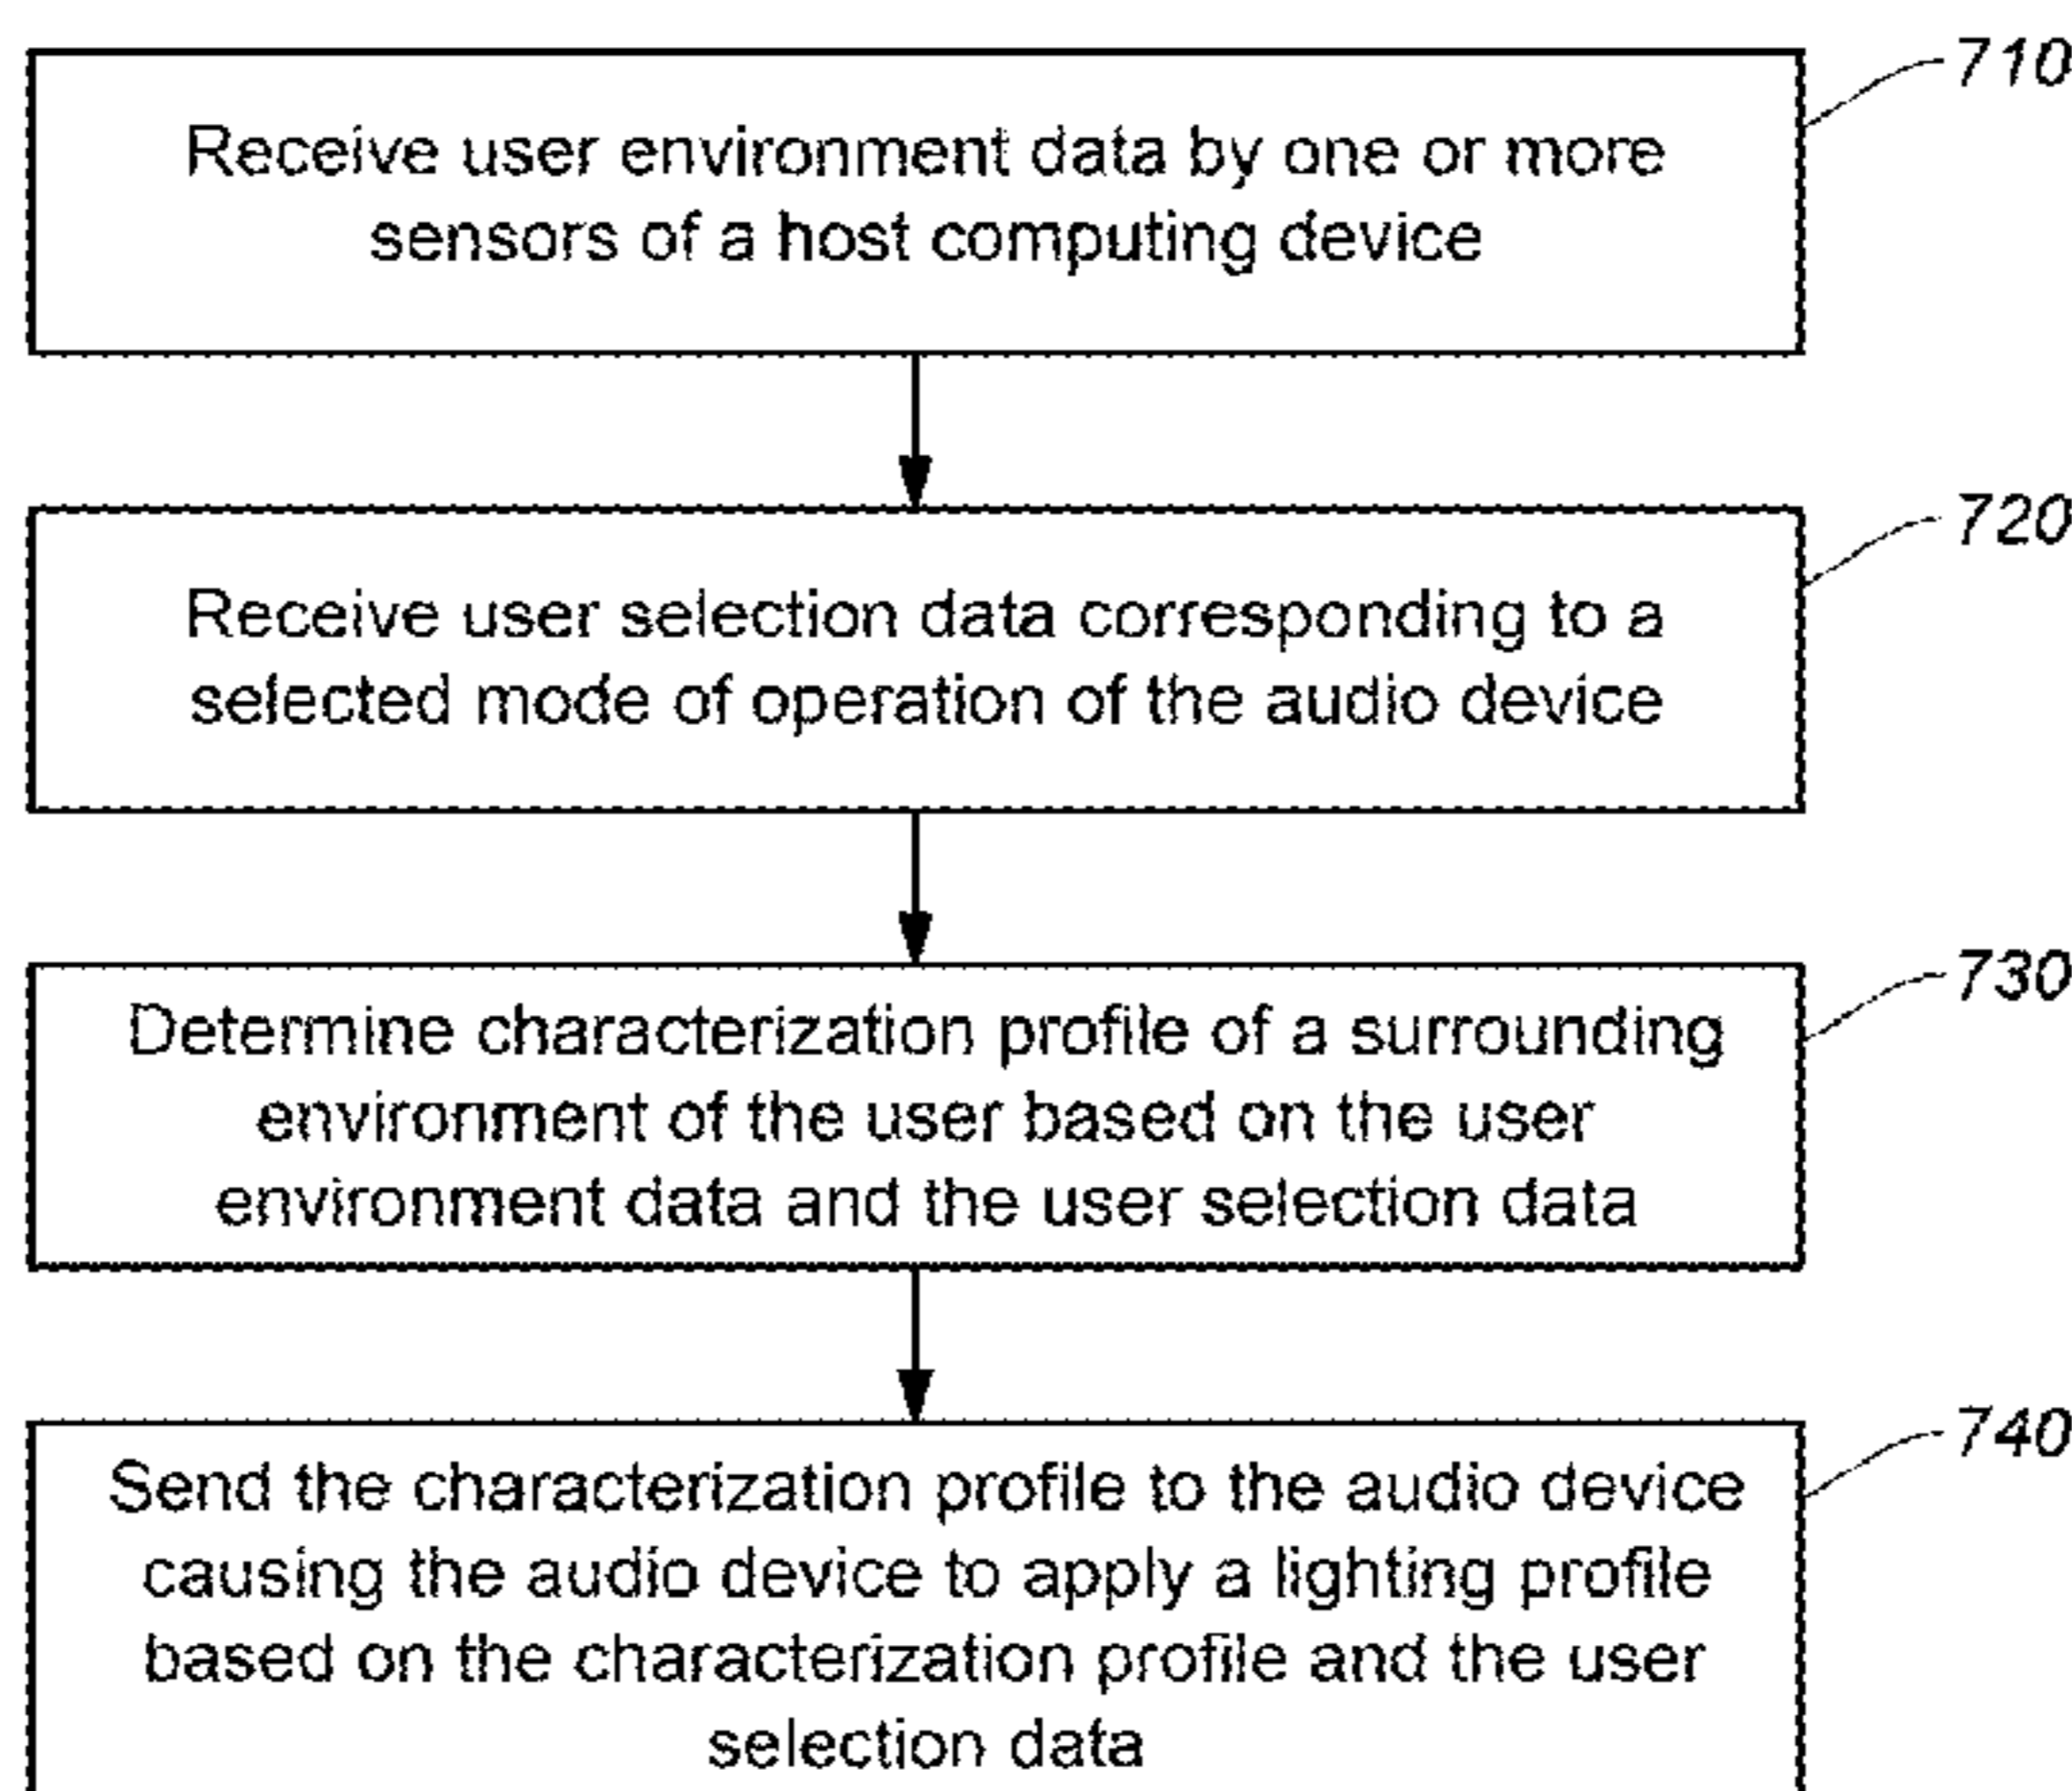 710
Receive user environment data by one or more
sensors of a host computing device
720
Receive user selection data corresponding to a
selected mode of operation of the audio device
730
Determine characterization profile of a surrounding
environment of the user based on the user
environment data and the user selection data
740
Send the characterization profile to the audio device
causing the audio device to apply a lighting profile
based on the characterization profile and the user
selection data